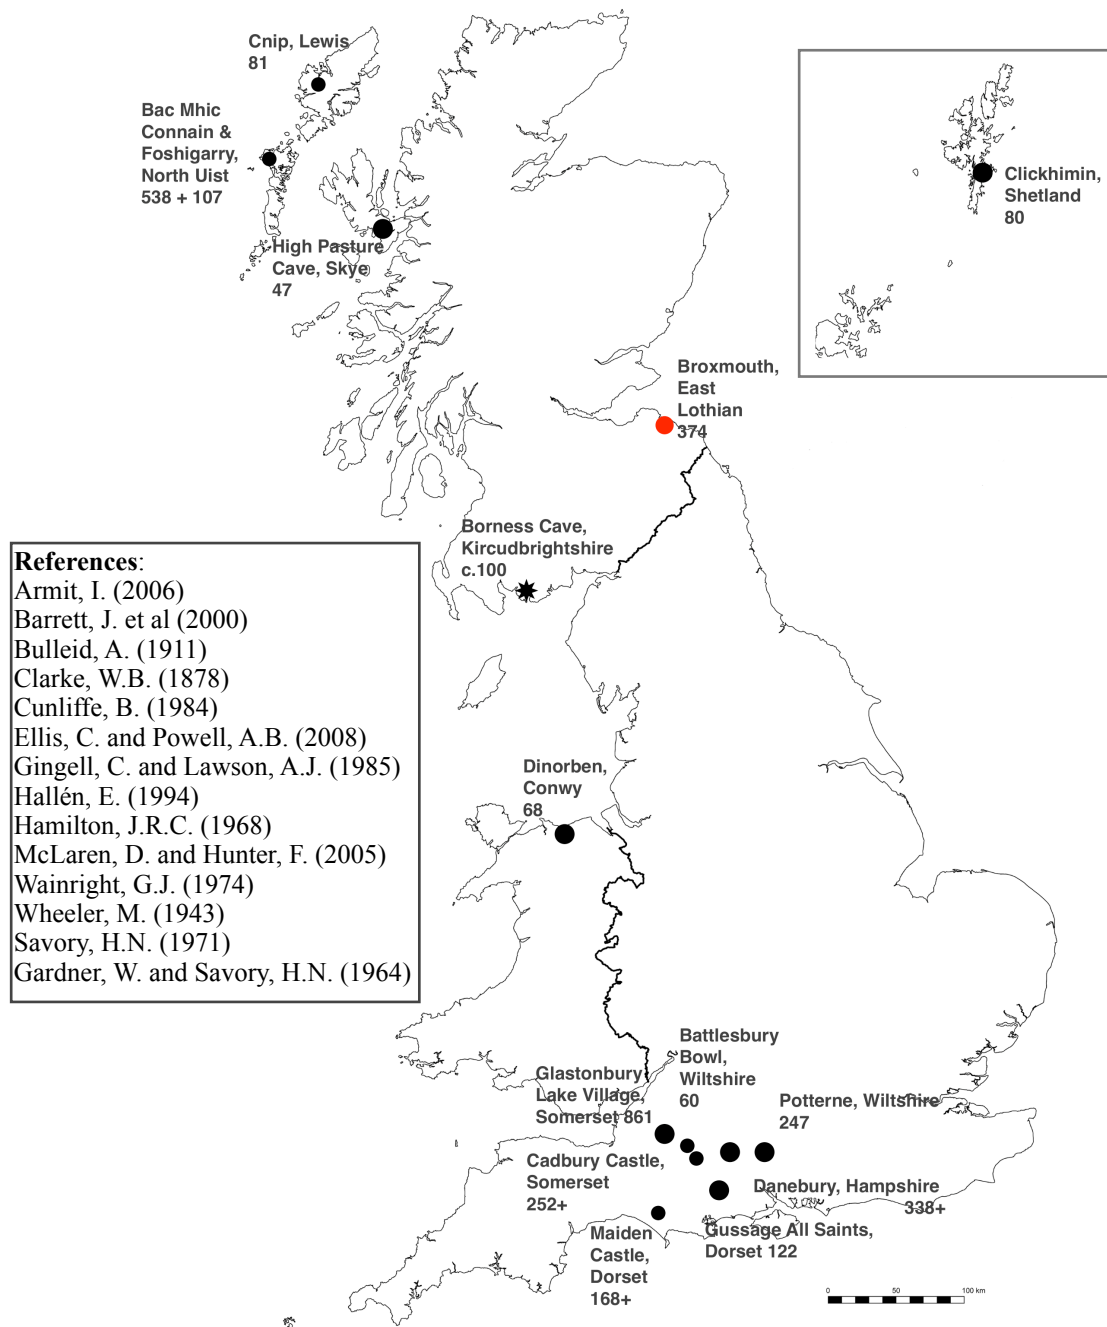 Cnip, Lewis
81
Bac Mhic
Connain &
Foshigarry,
North Uist
538 + 107
High Pasture
Cave, Skye
47
Clickhimin,
Shetland
80
Broxmouth,
East
Lothian
374
Borness Cave,
Kircudbrightshire
c.100
References:
Armit, I. (2006)
Barrett, J. et al (2000)
Bulleid, A. (1911)
Clarke, W.B. (1878)
Cunliffe, B. (1984)
Ellis, C. and Powell, A.B. (2008)
Gingell, C. and Lawson, A.J. (1985)
Hallén, E. (1994)
Hamilton, J.R.C. (1968)
McLaren, D. and Hunter, F. (2005)
Wainright, G.J. (1974)
Wheeler, M. (1943)
Savory, H.N. (1971)
Gardner, W. and Savory, H.N. (1964)
Dinorben,
Conwy
68
Battlesbury
Bowl,
Wiltshire
60
Glastonbury
Lake Village,
Somerset 861
Potterne, Wiltshire
247
Cadbury Castle,
Somerset
252+
Danebury, Hampshire
338+
Gussage All Saints,
Dorset 122
Maiden
Castle,
Dorset
168+
0 50 100 km